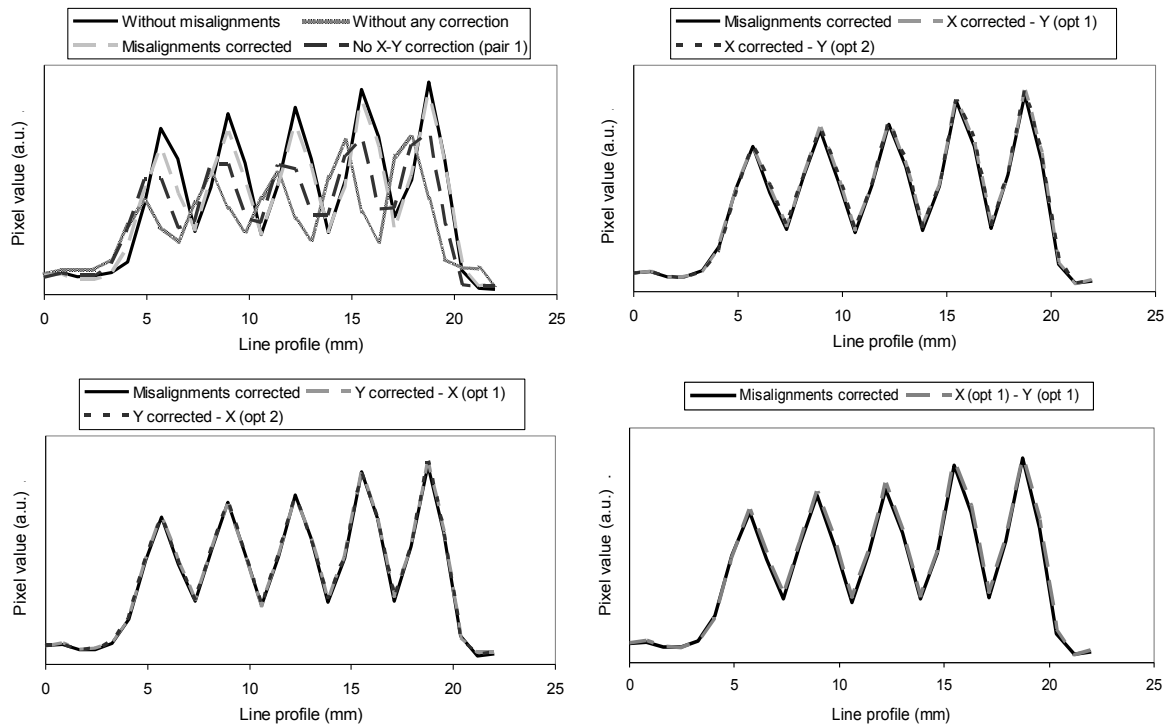 Without misalignments Without any correction
Misalignments corrected No X-Y correction (pair 1)
Pixel value (a.u.)
0 5 10 15 20 25
Line profile (mm)
Misalignments corrected X corrected - Y (opt 1)
X corrected - Y (opt 2)
Pixel value (a.u.)
0 5 10 15 20 25
Line profile (mm)
Misalignments corrected Y corrected - X (opt 1)
Y corrected - X (opt 2)
Pixel value (a.u.)
0 5 10 15 20 25
Line profile (mm)
Misalignments corrected X (opt 1) - Y (opt 1)
Pixel value (a.u.)
0 5 10 15 20 25
Line profile (mm)